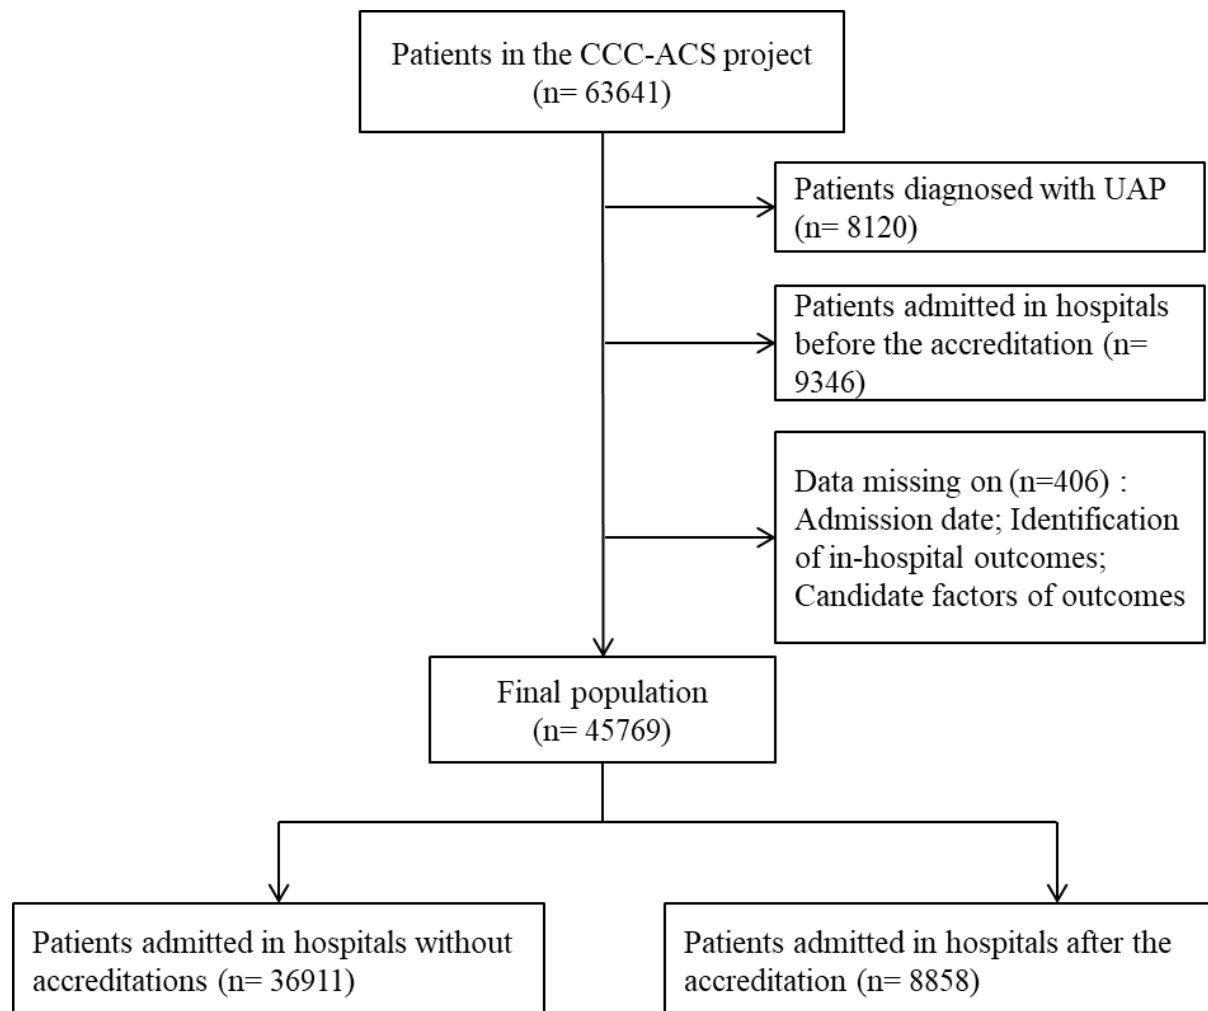 Patients in the CCC-ACS project
(n= 63641)
Patients diagnosed with UAP
(n= 8120)
Patients admitted in hospitals
before the accreditation (n=
9346)
Data missing on (n=406) :
Admission date; Identification
of in-hospital outcomes;
Candidate factors of outcomes
Final population
(n= 45769)
Patients admitted in hospitals without
accreditations (n= 36911)
Patients admitted in hospitals after the
accreditation (n= 8858)